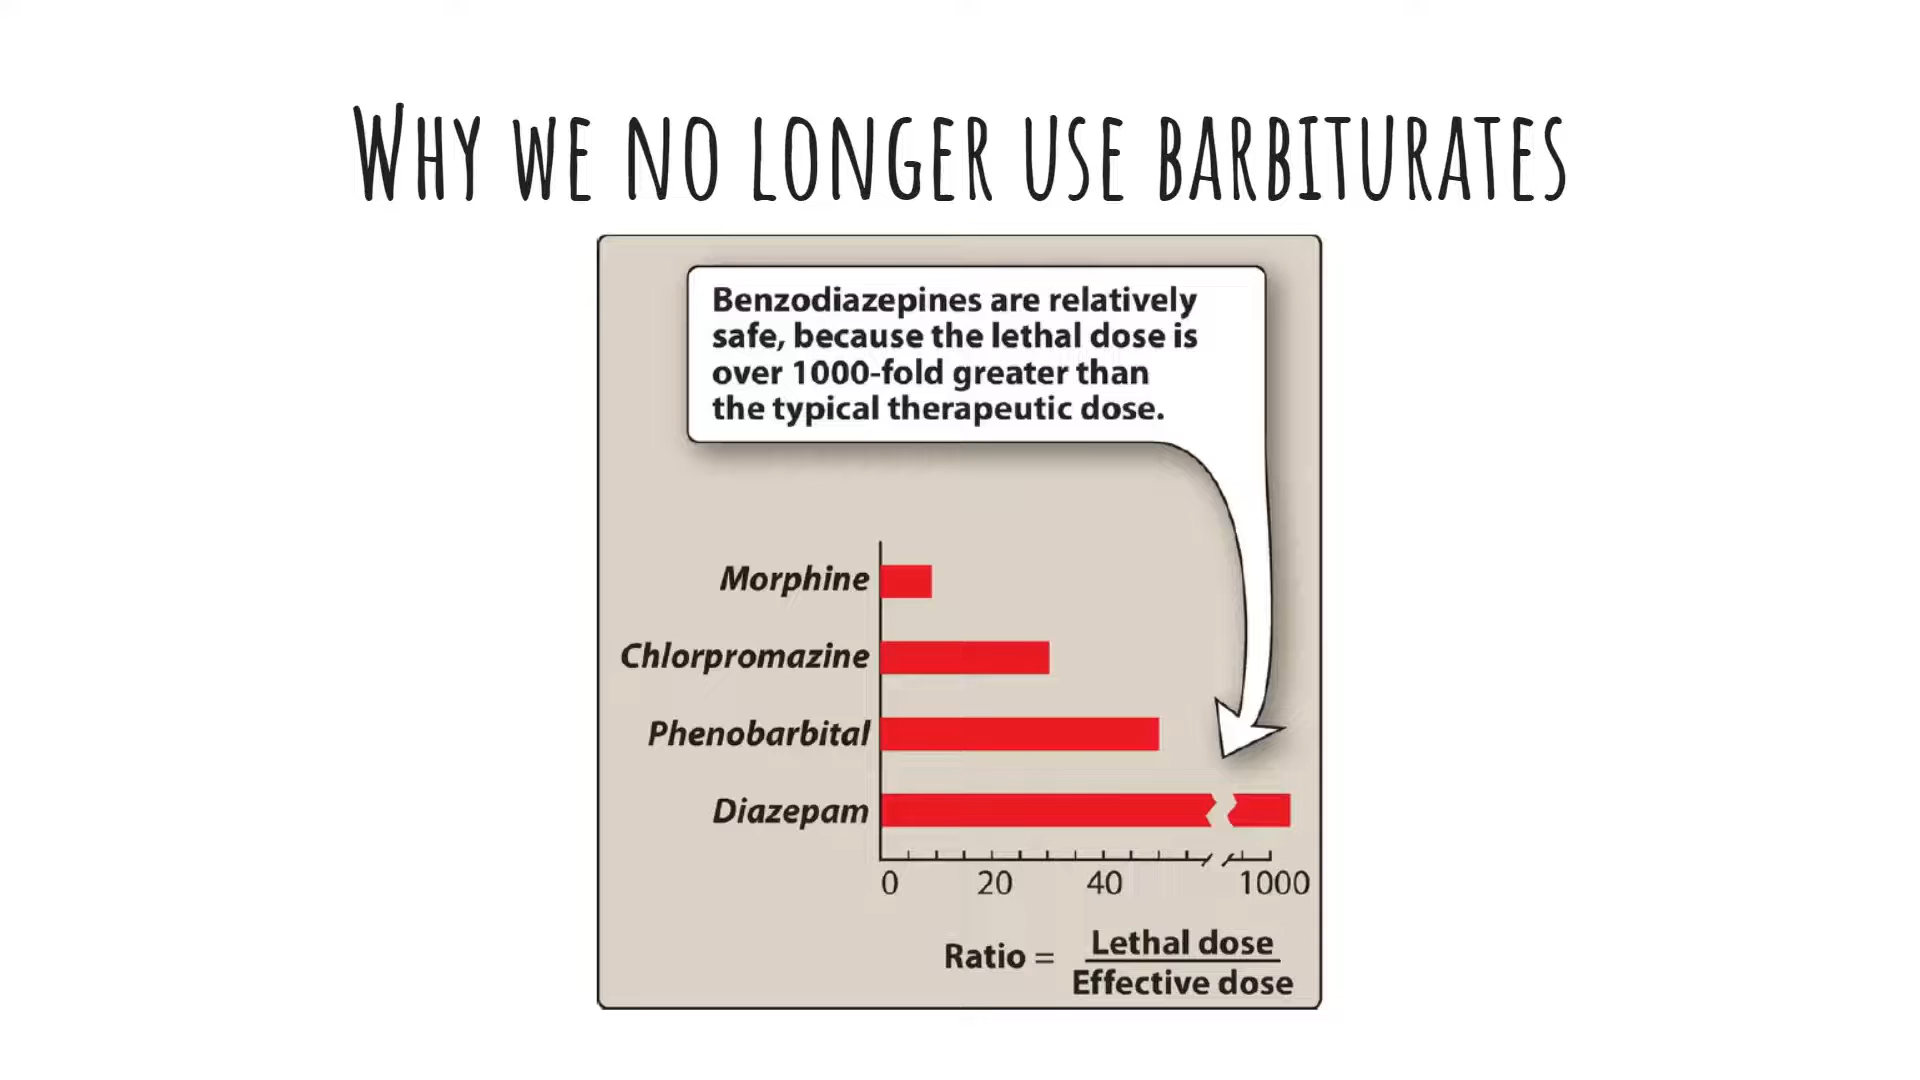 WHY WE NO LONGER USE BARBITURATES
Benzodiazepines are relatively
safe, because the lethal dose is
over 1000-fold greater than
the typical therapeutic dose.
Morphine
Chlorpromazine
Phenobarbital
Diazepam
0 20 40 1000
Ratio = Lethal dose
Effective dose